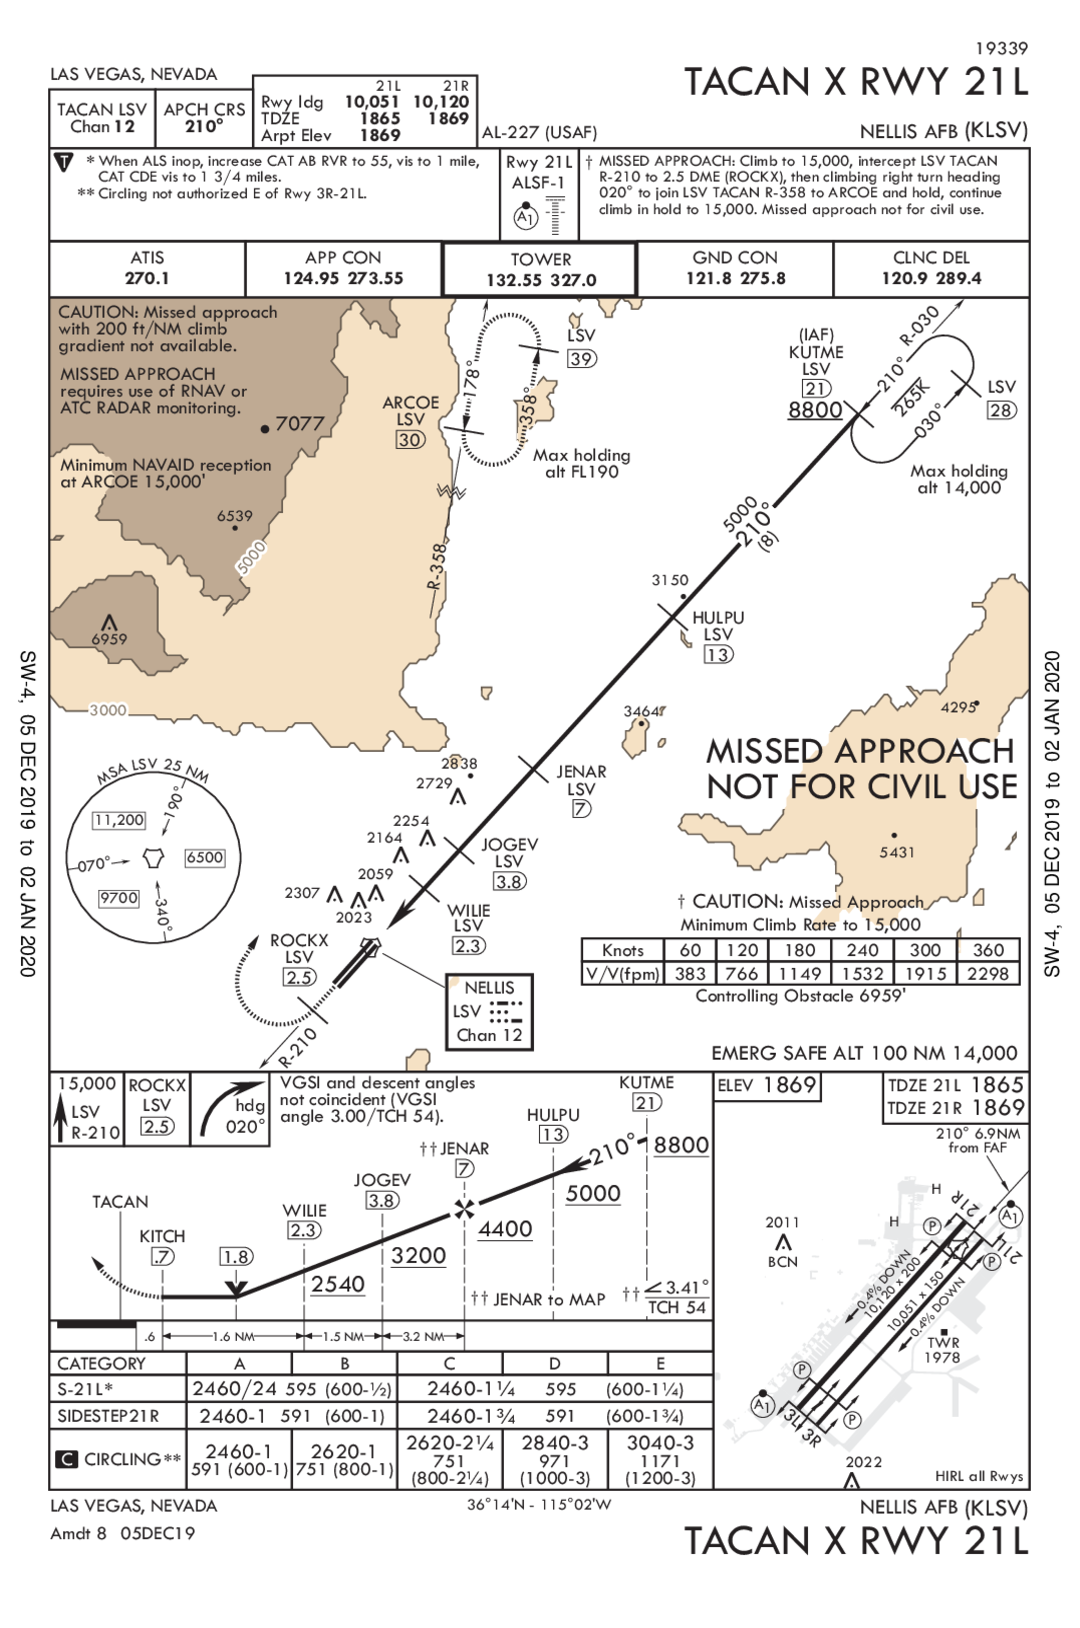 19339
LAS VEGAS, NEVADA
TACAN X RWY 21L
TACAN LSV
Chan 12
APCH CRS
210°
21L 21R
Rwy ldg 10,051 10,120
TDZE 1865 1869
Arpt Elev 1869
AL-227 (USAF)
NELLIS AFB (KLSV)
T
* When ALS inop, increase CAT AB RVR to 55, vis to 1 mile,
CAT CDE vis to 1 3/4 miles.
** Circling not authorized E of Rwy 3R-21L.
Rwy 21L
ALSF-1
A1
† MISSED APPROACH: Climb to 15,000, intercept LSV TACAN
R-210 to 2.5 DME (ROCKX), then climbing right turn heading
020° to join LSV TACAN R-358 to ARCOE and hold, continue
climb in hold to 15,000. Missed approach not for civil use.
ATIS
270.1
APP CON
124.95 273.55
TOWER
132.55 327.0
GND CON
121.8 275.8
CLNC DEL
120.9 289.4
CAUTION: Missed approach
with 200 ft/NM climb
gradient not available.
MISSED APPROACH
requires use of RNAV or
ATC RADAR monitoring.
7077
Minimum NAVAID reception
at ARCOE 15,000'
6539
5000
6959
3000
ARCOE
LSV
30
178°
358°
LSV
39
Max holding
alt FL190
R-358
(IAF)
KUTME
LSV
21
8800
R-030
210°
265K
030°
LSV
28
Max holding
alt 14,000
5000
210°
(8)
3150
HULPU
LSV
13
3464
4295
MISSED APPROACH
NOT FOR CIVIL USE
5431
JENAR
LSV
7
2838
2729
2254
2164
2059
2307
2023
JOGEV
LSV
3.8
WILIE
LSV
2.3
MSA LSV 25 NM
190°
11,200
070°
6500
9700
340°
ROCKX
LSV
2.5
R-210
NELLIS
LSV
Chan 12
† CAUTION: Missed Approach
Minimum Climb Rate to 15,000
Knots 60 120 180 240 300 360
V/V(fpm) 383 766 1149 1532 1915 2298
Controlling Obstacle 6959'
EMERG SAFE ALT 100 NM 14,000
SW-4, 05 DEC 2019 to 02 JAN 2020
SW-4, 05 DEC 2019 to 02 JAN 2020
15,000
LSV
R-210
ROCKX
LSV
2.5
hdg
020°
VGSI and descent angles
not coincident (VGSI
angle 3.00/TCH 54).
KUTME
21
HULPU
13
†† JENAR
7
JOGEV
3.8
WILIE
2.3
TACAN
KITCH
.7
1.8
210°
8800
5000
4400
3200
2540
†† JENAR to MAP
†† 3.41°
TCH 54
.6
1.6 NM
1.5 NM
3.2 NM
CATEGORY A B C D E
S-21L* 2460/24 595 (600-½) 2460-1¼ 595 (600-1¼)
SIDESTEP21R 2460-1 591 (600-1) 2460-1¾ 591 (600-1¾)
C CIRCLING**
2460-1
591 (600-1)
2620-1
751 (800-1)
2620-2¼
751
(800-2¼)
2840-3
971
(1000-3)
3040-3
1171
(1200-3)
ELEV 1869
TDZE 21L 1865
TDZE 21R 1869
210° 6.9NM
from FAF
H
H
21R
P
A1
21L
P
2011
BCN
0.4% DOWN
10,120 x 200
10,051 x 150
0.4% DOWN
TWR
1978
P
A1
3L
3R
P
2022
HIRL all Rwys
LAS VEGAS, NEVADA
Amdt 8 05DEC19
36°14'N - 115°02'W
NELLIS AFB (KLSV)
TACAN X RWY 21L